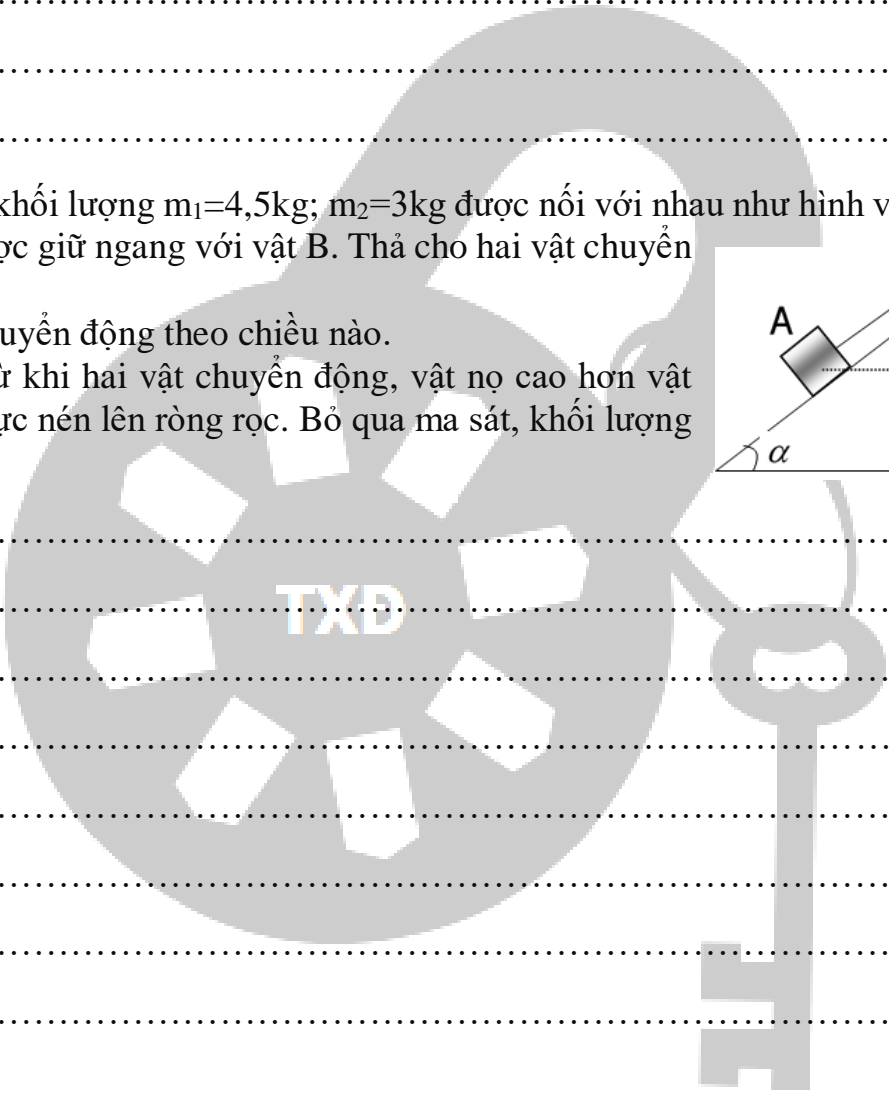 khối lượng m₁=4,5kg; m₂=3kg được nối với nhau như hình v
ợc giữ ngang với vật B. Thả cho hai vật chuyển
uyển động theo chiều nào.
ừ khi hai vật chuyển động, vật nọ cao hơn vật
ực nén lên ròng rọc. Bỏ qua ma sát, khối lượng
A
α
TXĐ